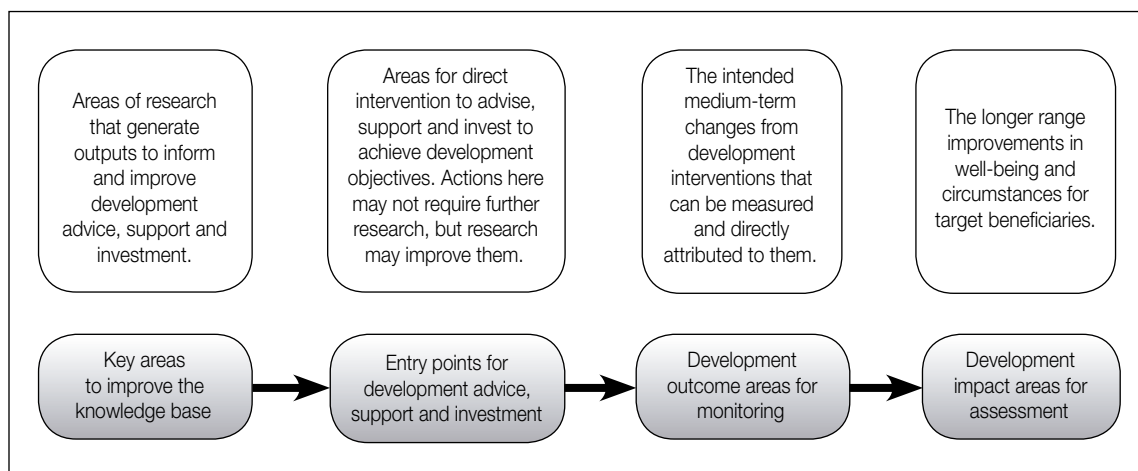 Areas of research
that generate
outputs to inform
and improve
development
advice, support and
investment.
Areas for direct
intervention to advise,
support and invest to
achieve development
objectives. Actions here
may not require further
research, but research
may improve them.
The intended
medium-term
changes from
development
interventions that
can be measured
and directly
attributed to them.
The longer range
improvements in
well-being and
circumstances for
target beneficiaries.
Key areas
to improve the
knowledge base
Entry points for
development advice,
support and investment
Development
outcome areas for
monitoring
Development
impact areas for
assessment